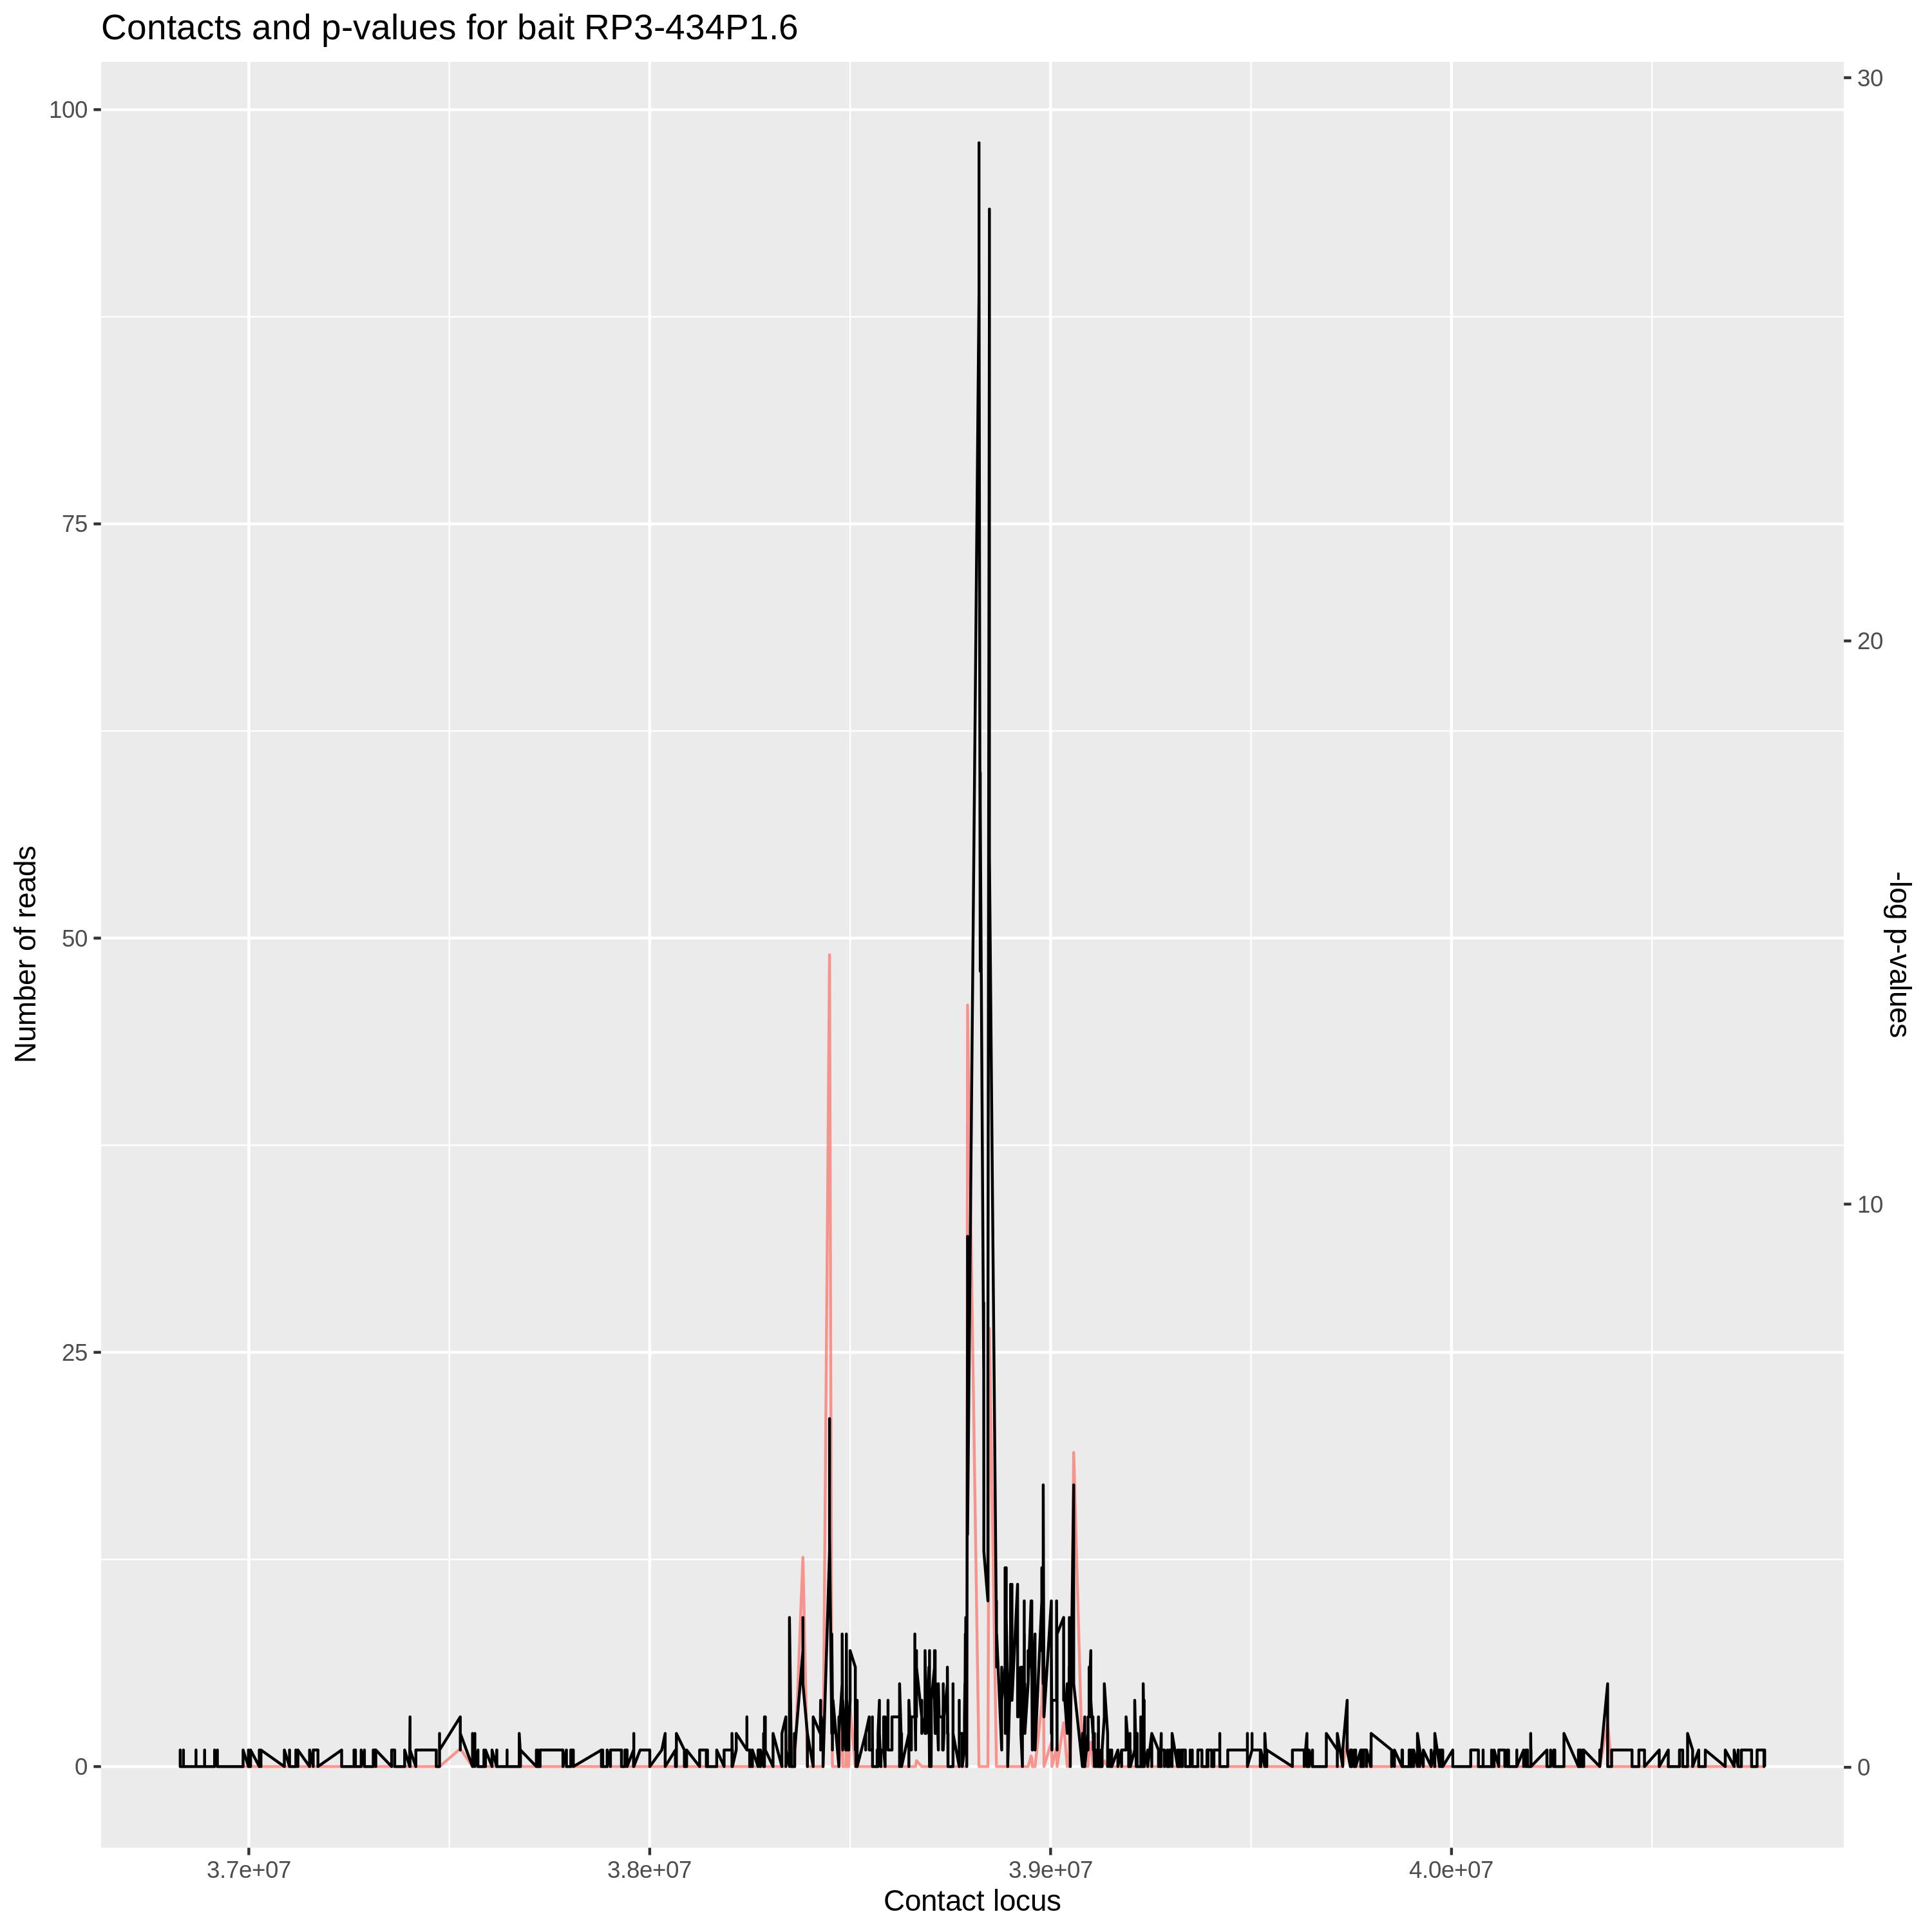 Contacts and p-values for bait RP3-434P1.6
100
75
50
25
0
Number of reads
30
20
10
0
-log p-values
3.7e+07
3.8e+07
3.9e+07
4.0e+07
Contact locus